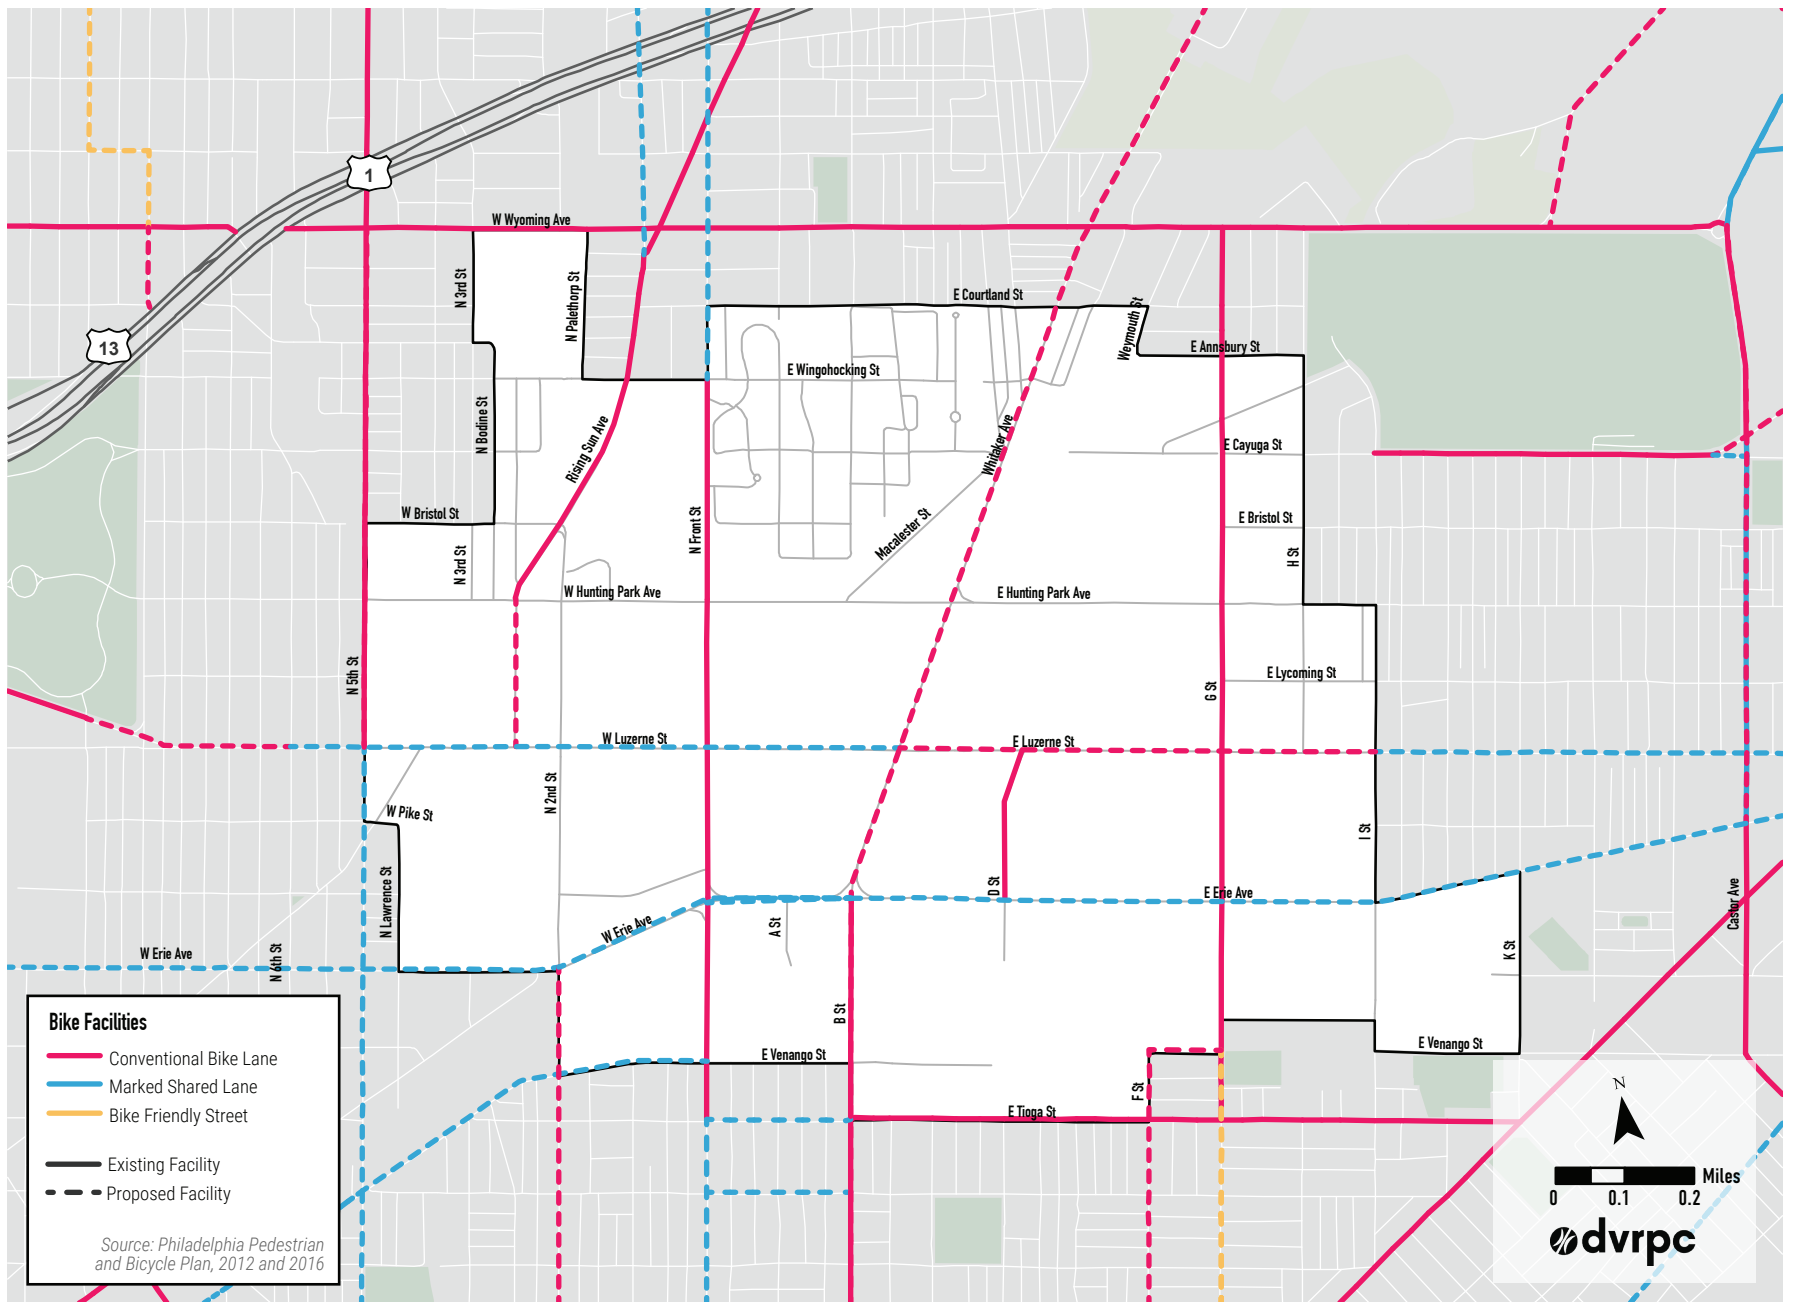 1
W Wyoming Ave
N 3rd St
N Palethorp St
E Courtland St
Weymouth St
13
E Annsbury St
E Wingohocking St
N Bodine St
Rising Sun Ave
Whitaker Ave
E Cayuga St
W Bristol St
N Front St
Macalester St
E Bristol St
N 3rd St
H St
W Hunting Park Ave
E Hunting Park Ave
N 5th St
G St
E Lycoming St
W Luzerne St
E Luzerne St
N 2nd St
W Pike St
I St
N Lawrence St
D St
E Erie Ave
Castor Ave
W Erie Ave
A St
W Erie Ave
N 6th St
K St
B St
E Venango St
E Venango St
F St
E Tioga St
Bike Facilities
Conventional Bike Lane
Marked Shared Lane
Bike Friendly Street
Existing Facility
Proposed Facility
Source: Philadelphia Pedestrian
and Bicycle Plan, 2012 and 2016
N
Miles
0 0.1 0.2
dvrpc